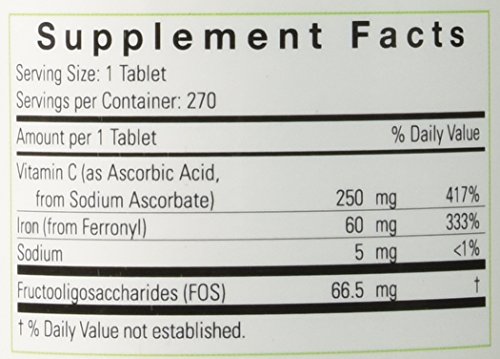 Supplement Facts
Serving Size: 1 Tablet
Servings per Container: 270
Amount per 1 Tablet % Daily Value
Vitamin C (as Ascorbic Acid,
from Sodium Ascorbate) 250 mg 417%
Iron (from Ferronyl) 60 mg 333%
Sodium 5 mg <1%
Fructooligosaccharides (FOS) 66.5 mg †
† % Daily Value not established.